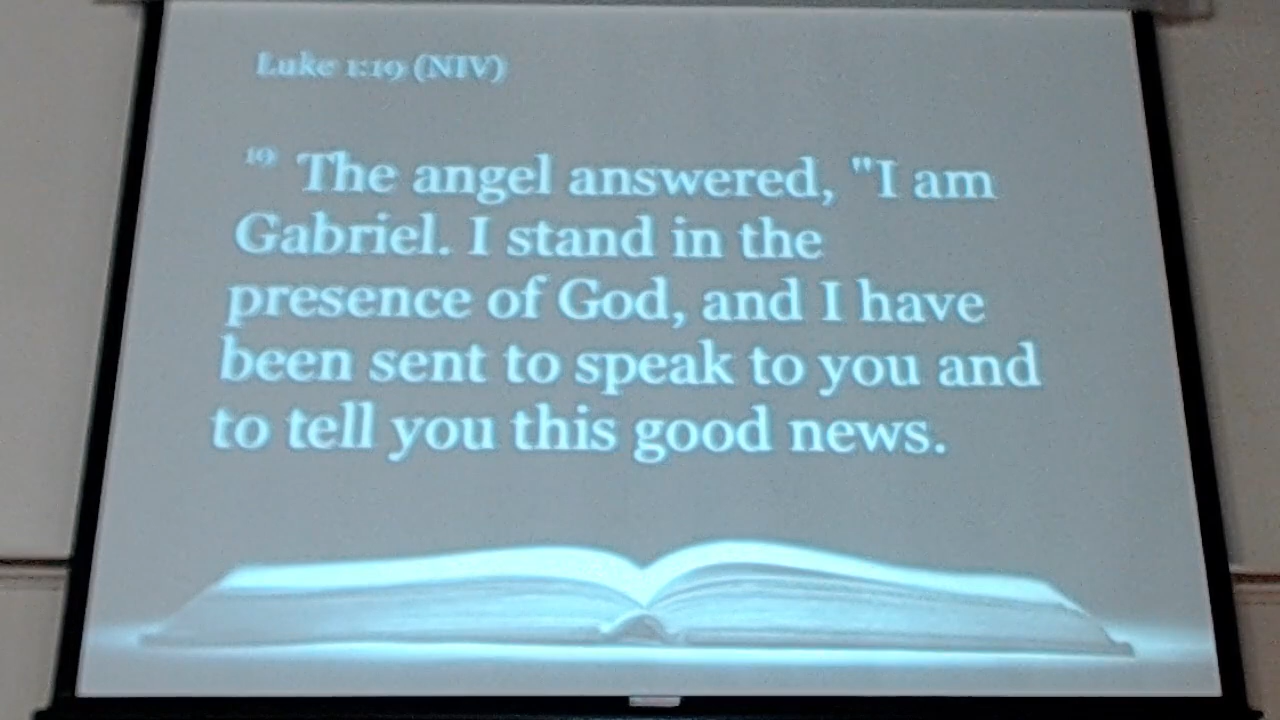 Luke 1:19 (NIV)
19 The angel answered, "I am
Gabriel. I stand in the
presence of God, and I have
been sent to speak to you and
to tell you this good news.